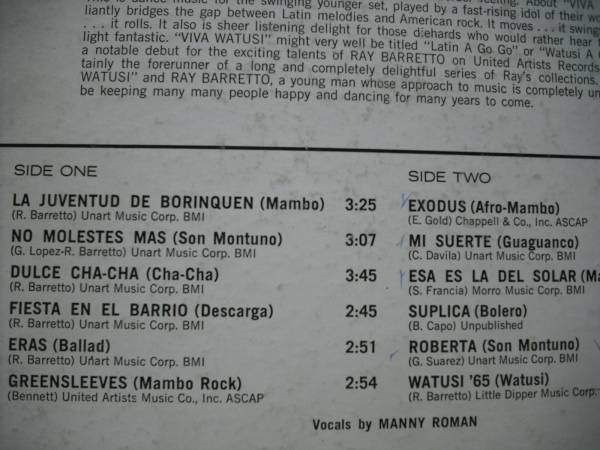 This is dance music for the swinging younger set, played by a fast-rising idol of their wo
liantly bridges the gap between Latin melodies and American rock. It moves . . . it swing
. . . it rolls. It also is sheer listening delight for those diehards who would rather hear t
light fantastic. "VIVA WATUSI" might very well be titled "Latin A Go Go" or "Watusi A
a notable debut for the exciting talents of RAY BARRETTO on United Artists Records
tainly the forerunner of a long and completely delightful series of Ray's collections.
WATUSI" and RAY BARRETTO, a young man whose approach to music is completely un
be keeping many many people happy and dancing for many years to come.
SIDE ONE
LA JUVENTUD DE BORINQUEN (Mambo) 3:25
(R. Barretto) Unart Music Corp. BMI
NO MOLESTES MAS (Son Montuno) 3:07
(G. Lopez-R. Barretto) Unart Music Corp. BMI
DULCE CHA-CHA (Cha-Cha) 3:45
(R. Barretto) Unart Music Corp. BMI
FIESTA EN EL BARRIO (Descarga) 2:45
(R. Barretto) Unart Music Corp. BMI
ERAS (Ballad) 2:51
(R. Barretto) Unart Music Corp. BMI
GREENSLEEVES (Mambo Rock) 2:54
(Bennett) United Artists Music Co., Inc. ASCAP
SIDE TWO
EXODUS (Afro-Mambo)
(E. Gold) Chappell & Co., Inc. ASCAP
MI SUERTE (Guaguanco)
(C. Davila) Unart Music Corp. BMI
ESA ES LA DEL SOLAR (Ma
(S. Francia) Morro Music Corp. BMI
SUPLICA (Bolero)
(B. Capo) Unpublished
ROBERTA (Son Montuno)
(G. Suarez) Unart Music Corp. BMI
WATUSI '65 (Watusi)
(R. Barretto) Little Dipper Music Corp.
Vocals by MANNY ROMAN